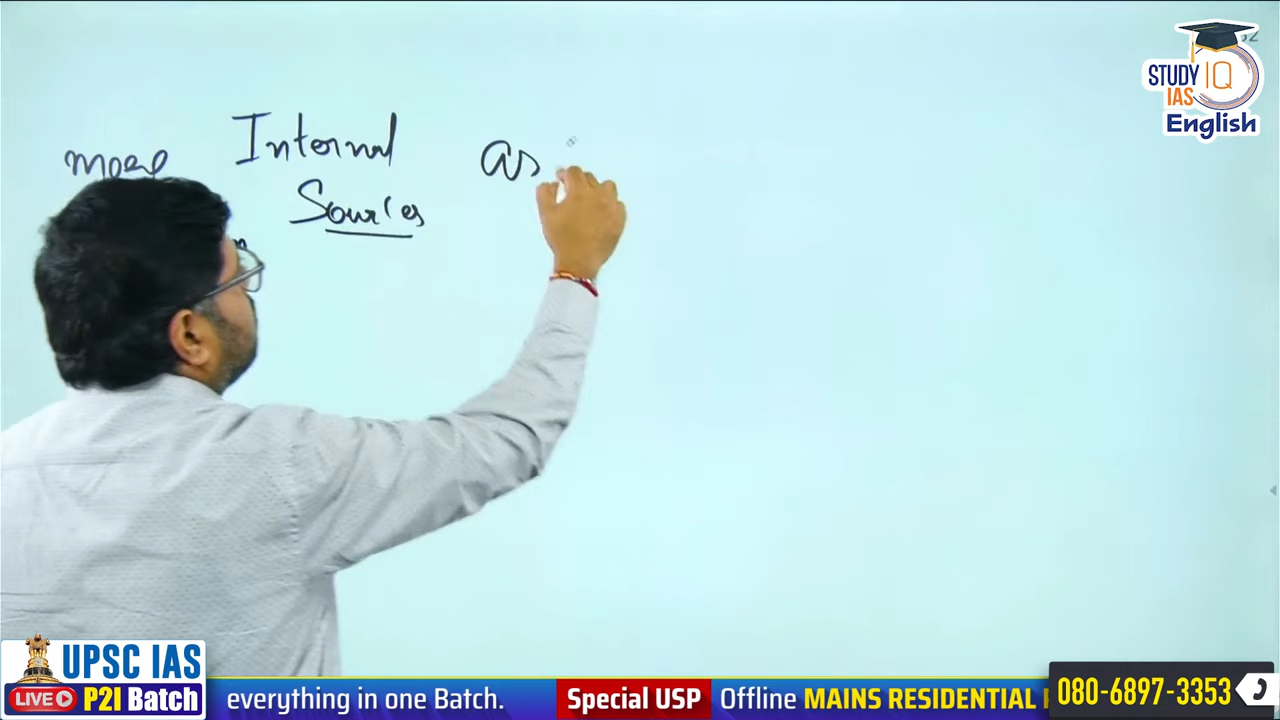 STUDY IQ
IAS
English
Internal
as
Sources
UPSC IAS
LIVE P2I Batch
everything in one Batch.
Special USP
Offline MAINS RESIDENTIAL
080-6897-3353